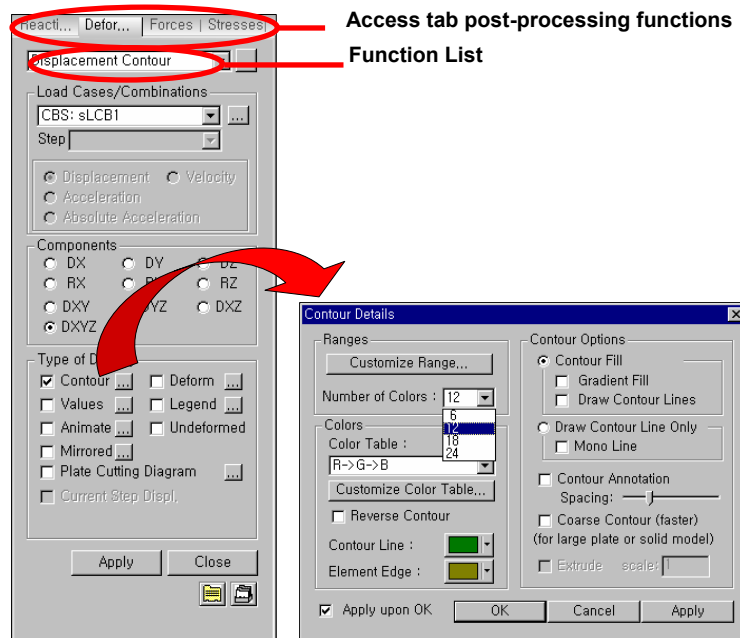 Access tab post-processing functions
Function List
Reacti... Defor... Forces Stresses
Displacement Contour
Load Cases/Combinations
CBS: sLCB1 ...
Step
Displacement Velocity
Acceleration
Absolute Acceleration
Components
DX DY DZ
RX RZ
DXY DYZ DXZ
DXYZ
Type of D
Contour ... Deform ...
Values ... Legend ...
Animate ... Undeformed
Mirrored ...
Plate Cutting Diagram ...
Current Step Displ.
Apply Close
Contour Details
Ranges
Customize Range...
Number of Colors : 12
6
12
18
24
Colors
Color Table :
R->G->B
Customize Color Table...
Reverse Contour
Contour Line :
Element Edge :
Contour Options
Contour Fill
Gradient Fill
Draw Contour Lines
Draw Contour Line Only
Mono Line
Contour Annotation
Spacing:
Coarse Contour (faster)
(for large plate or solid model)
Extrude scale: 1
Apply upon OK OK Cancel Apply